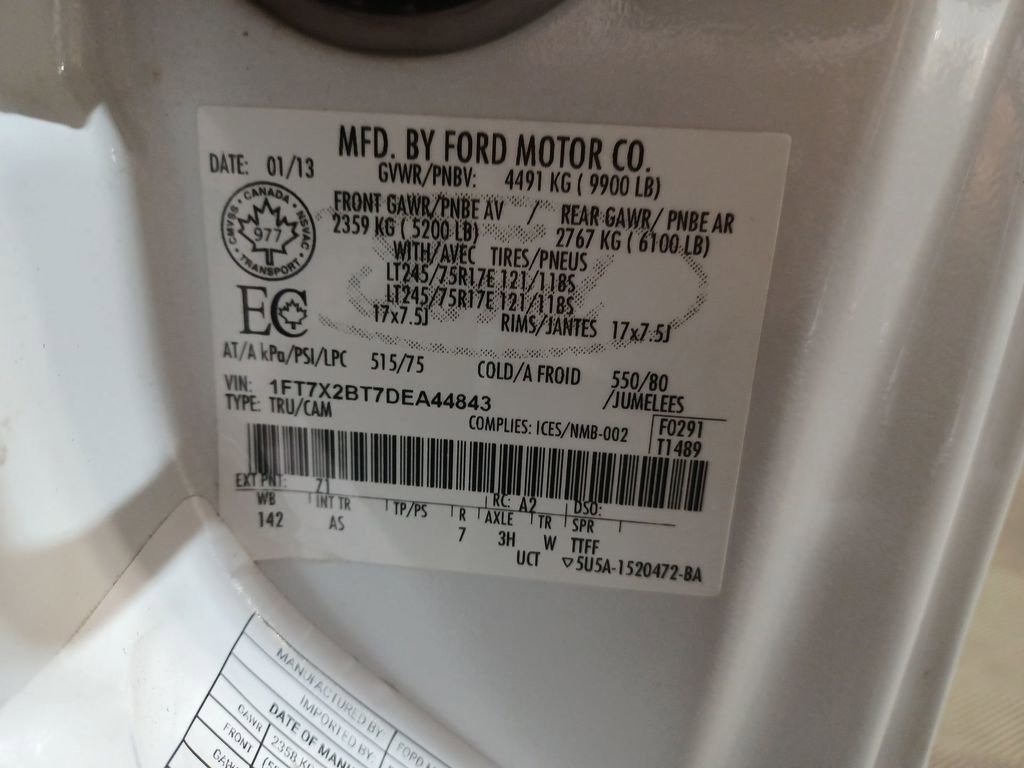 MFD. BY FORD MOTOR CO.
DATE: 01/13
GVWR/PNBV: 4491 KG ( 9900 LB)
FRONT GAWR/PNBE AV / REAR GAWR/ PNBE AR
2359 KG ( 5200 LB) 2767 KG ( 6100 LB)
WITH/AVEC TIRES/PNEUS
LT245/75R17E 121/118S
LT245/75R17E 121/118S
17x7.5J RIMS/JANTES 17x7.5J
CANADA
CMVSS NSVAC
977
TRANSPORT
EC
AT/A kPa/PSI/LPC 515/75 COLD/A FROID 550/80
/JUMELEES
VIN: 1FT7X2BT7DEA44843
TYPE: TRU/CAM
COMPLIES: ICES/NMB-002
F0291
T1489
EXT PNT: Z1 RC: A2 DSO:
WB INT TR TP/PS R AXLE TR SPR
142 AS 7 3H W TTFF
UCT ▽5U5A-1520472-BA
MANUFACTURED BY:
IMPORTED BY:
DATE OF MANU
GAWR 2358 KG
FRONT
GAWR